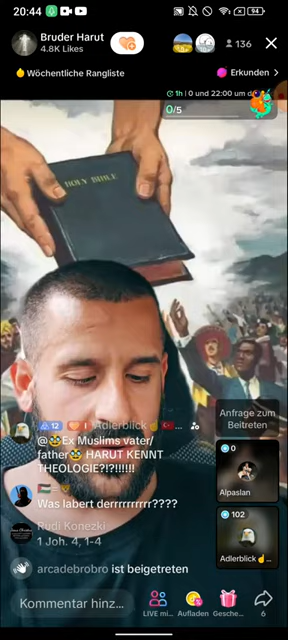 20:44
94
Bruder Harut
4.8K Likes
136
Wöchentliche Rangliste
Erkunden
1h | 0 und 22:00 um d
0/5
HOLY BIBLE
12
Adlerblick
@Ex Muslims vater/
father HARUT KENNT
THEOLOGIE?!?!!!!!!
Was labert derrrrrrrrrr????
Rudi Konezki
1 Joh. 4, 1-4
arcadebrobro ist beigetreten
Anfrage zum
Beitreten
0
Alpaslan
102
Adlerblick
Kommentar hinz...
LIVE mi...
Aufladen
Gesche...
6